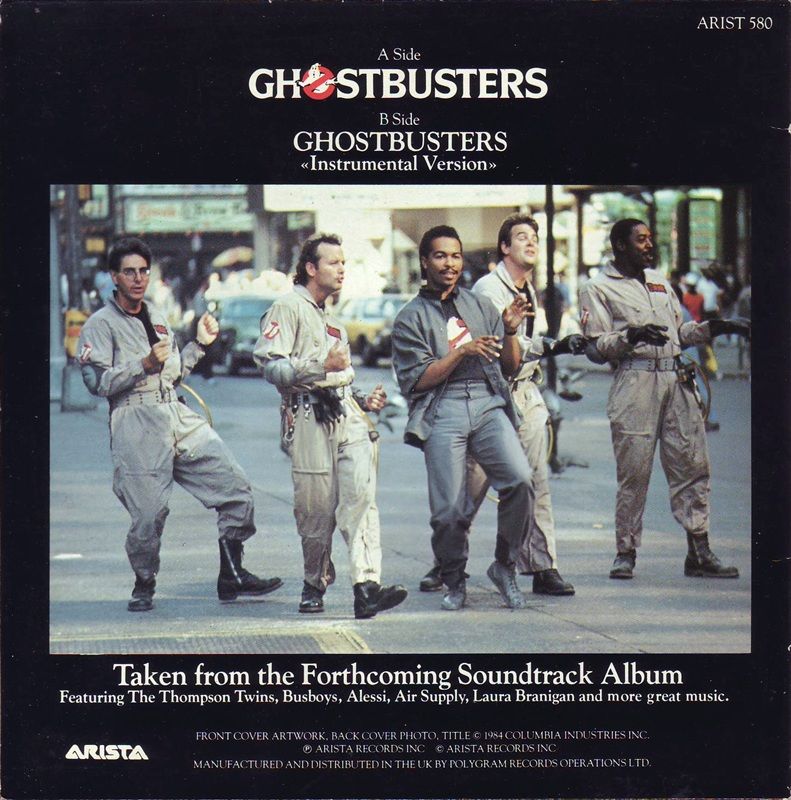 ARIST 580
A Side
GHOSTBUSTERS
B Side
GHOSTBUSTERS
«Instrumental Version»
Taken from the Forthcoming Soundtrack Album
Featuring The Thompson Twins, Busboys, Alessi, Air Supply, Laura Branigan and more great music.
FRONT COVER ARTWORK, BACK COVER PHOTO, TITLE © 1984 COLUMBIA INDUSTRIES INC.
℗ ARISTA RECORDS INC © ARISTA RECORDS INC
MANUFACTURED AND DISTRIBUTED IN THE UK BY POLYGRAM RECORDS OPERATIONS LTD.
ARISTA